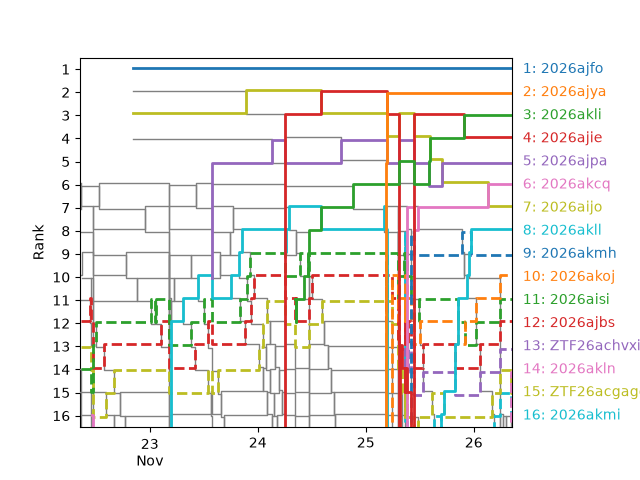 1
2
3
4
5
6
7
8
9
10
11
12
13
14
15
16
Rank
23
24
25
26
Nov
1: 2026ajfo
2: 2026ajya
3: 2026akli
4: 2026ajie
5: 2026ajpa
6: 2026akcq
7: 2026aijo
8: 2026akll
9: 2026akmh
10: 2026akoj
11: 2026aisi
12: 2026ajbs
13: ZTF26achvxi
14: 2026akln
15: ZTF26acgag
16: 2026akmi